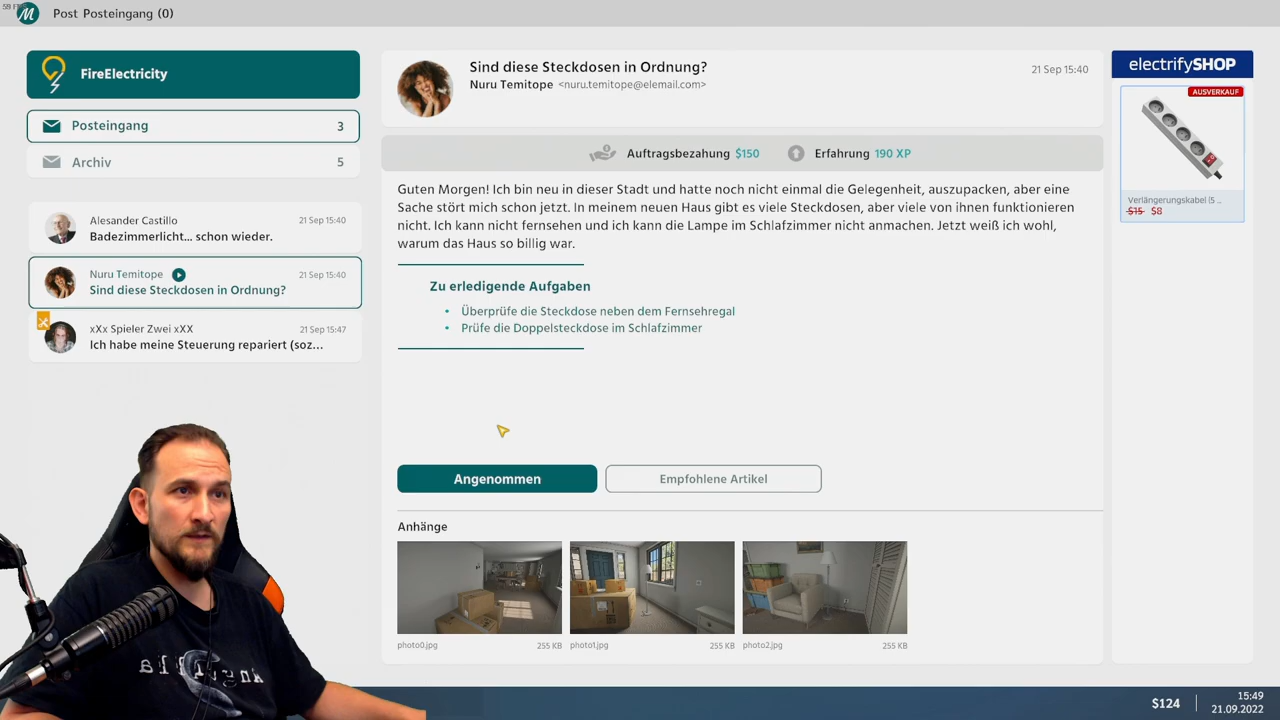 Post Posteingang (0)
FireElectricity
Posteingang 3
Archiv 5
Alesander Castillo 21 Sep 15:40
Badezimmerlicht... schon wieder.
Nuru Temitope 21 Sep 15:40
Sind diese Steckdosen in Ordnung?
xXx Spieler Zwei xXX 21 Sep 15:47
Ich habe meine Steuerung repariert (soz...
Sind diese Steckdosen in Ordnung?
Nuru Temitope <nuru.temitope@elemail.com>
21 Sep 15:40
Auftragsbezahung $150 Erfahrung 190 XP
Guten Morgen! Ich bin neu in dieser Stadt und hatte noch nicht einmal die Gelegenheit, auszupacken, aber eine
Sache stört mich schon jetzt. In meinem neuen Haus gibt es viele Steckdosen, aber viele von ihnen funktionieren
nicht. Ich kann nicht fernsehen und ich kann die Lampe im Schlafzimmer nicht anmachen. Jetzt weiß ich wohl,
warum das Haus so billig war.
Zu erledigende Aufgaben
• Überprüfe die Steckdose neben dem Fernsehregal
• Prüfe die Doppelsteckdose im Schlafzimmer
Angenommen
Empfohlene Artikel
Anhänge
photo0.jpg 255 KB
photo1.jpg 255 KB
photo2.jpg 255 KB
electrifySHOP
AUSVERKAUF
Verlängerungskabel (5 ...
$15 $8
$124
15:49
21.09.2022